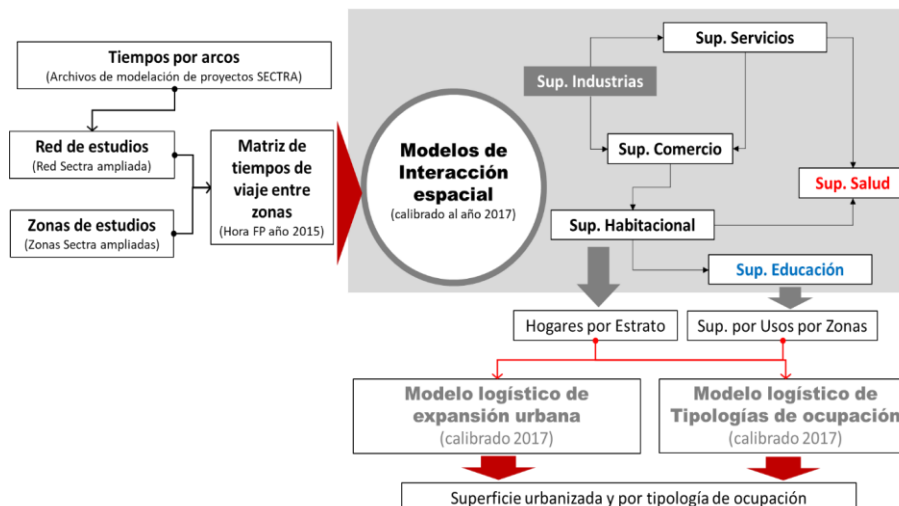 Tiempos por arcos
(Archivos de modelación de proyectos SECTRA)
Red de estudios
(Red Sectra ampliada)
Zonas de estudios
(Zonas Sectra ampliadas)
Matriz de
tiempos de
viaje entre
zonas
(Hora FP año 2015)
Modelos de
Interacción
espacial
(calibrado al año 2017)
Sup. Servicios
Sup. Industrias
Sup. Comercio
Sup. Salud
Sup. Habitacional
Sup. Educación
Hogares por Estrato
Sup. por Usos por Zonas
Modelo logístico de
expansión urbana
(calibrado 2017)
Modelo logístico de
Tipologías de ocupación
(calibrado 2017)
Superficie urbanizada y por tipología de ocupación